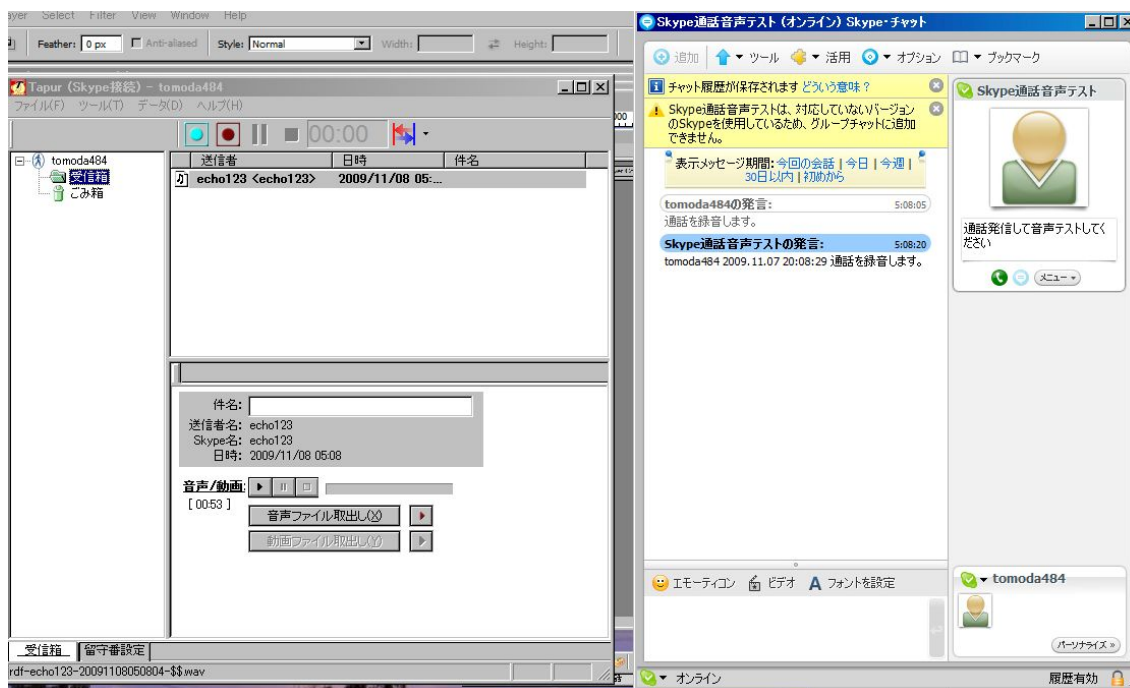 ayer Select Filter View Window Help
Feather: 0 px Anti-aliased Style: Normal Width: Height:
Tapur (Skype接続) - tomoda484
ファイル(F) ツール(T) データ(D) ヘルプ(H)
00:00
tomoda484
受信箱
ごみ箱
送信者 日時 件名
echo123 <echo123> 2009/11/08 05:...
件名:
送信者名: echo123
Skype名: echo123
日時: 2009/11/08 05:08
音声/動画:
[ 00:53 ]
音声ファイル取出し(X)
動画ファイル取出し(Y)
受信箱 留守番設定
rdf-echo123-20091108050804-$$.wav
Skype通話音声テスト (オンライン) Skype・チャット
追加 ツール 活用 オプション ブックマーク
チャット履歴が保存されます どういう意味？
Skype通話音声テストは、対応していないバージョン
のSkypeを使用しているため、グループチャットに追加
できません。
表示メッセージ期間: 今回の会話 | 今日 | 今週 |
30日以内 | 初めから
tomoda484の発言: 5:08:05
通話を録音します。
Skype通話音声テストの発言: 5:08:20
tomoda484 2009.11.07 20:08:29 通話を録音します。
Skype通話音声テスト
通話発信して音声テストしてく
ださい
メニュー
エモーティコン ビデオ A フォントを設定
tomoda484
パーソナライズ »
オンライン
履歴有効